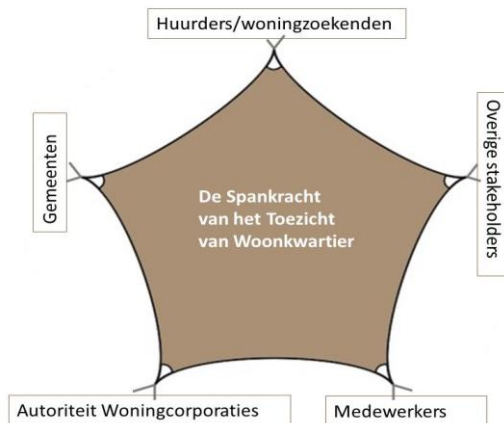 Huurders/woningzoekenden
Gemeenten
Overige stakeholders
De Spankracht
van het Toezicht
van Woonkwartier
Autoriteit Woningcorporaties
Medewerkers